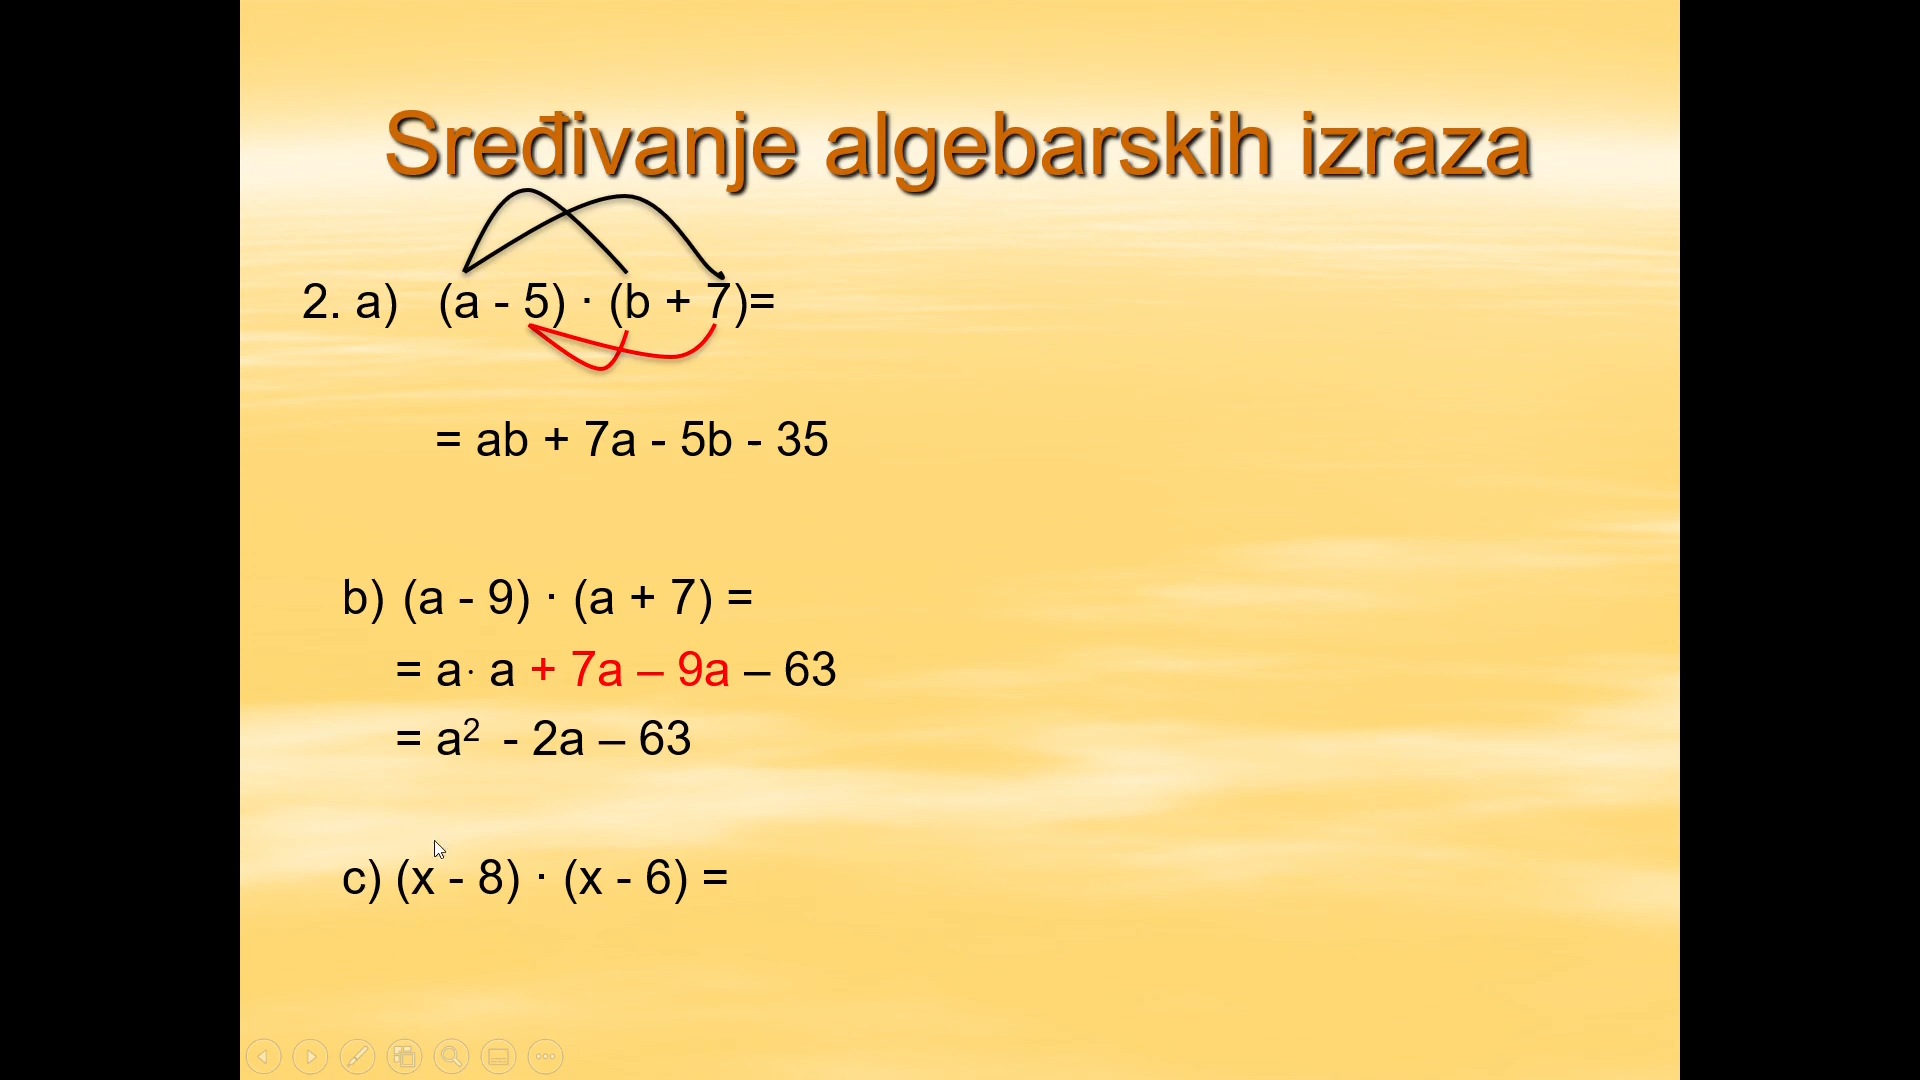 Sređivanje algebarskih izraza
2. a) (a - 5) · (b + 7)=
= ab + 7a - 5b - 35
b) (a - 9) · (a + 7) =
= a · a + 7a – 9a – 63
= a² - 2a – 63
c) (x - 8) · (x - 6) =